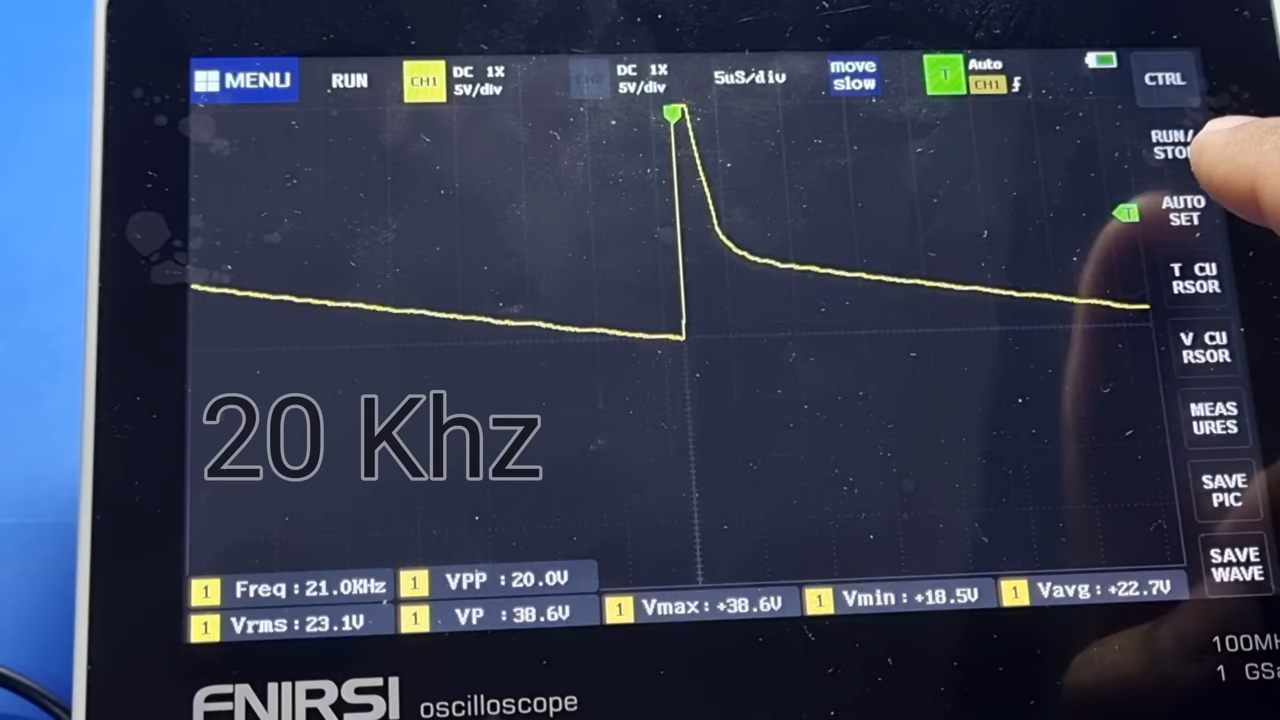 MENU RUN CH1 DC 1X 5V/div CH2 DC 1X 5V/div 5uS/div move slow T Auto CH1 CTRL
RUN/
STO
T
AUTO
SET
T CU
RSOR
V CU
RSOR
20 Khz
MEAS
URES
SAVE
PIC
SAVE
WAVE
1 Freq:21.0KHz 1 VPP :20.0V
1 Vrms:23.1V 1 VP :38.6V 1 Vmax:+38.6V 1 Vmin:+18.5V 1 Vavg:+22.7V
FNIRSI oscilloscope
100MH
1 GSa